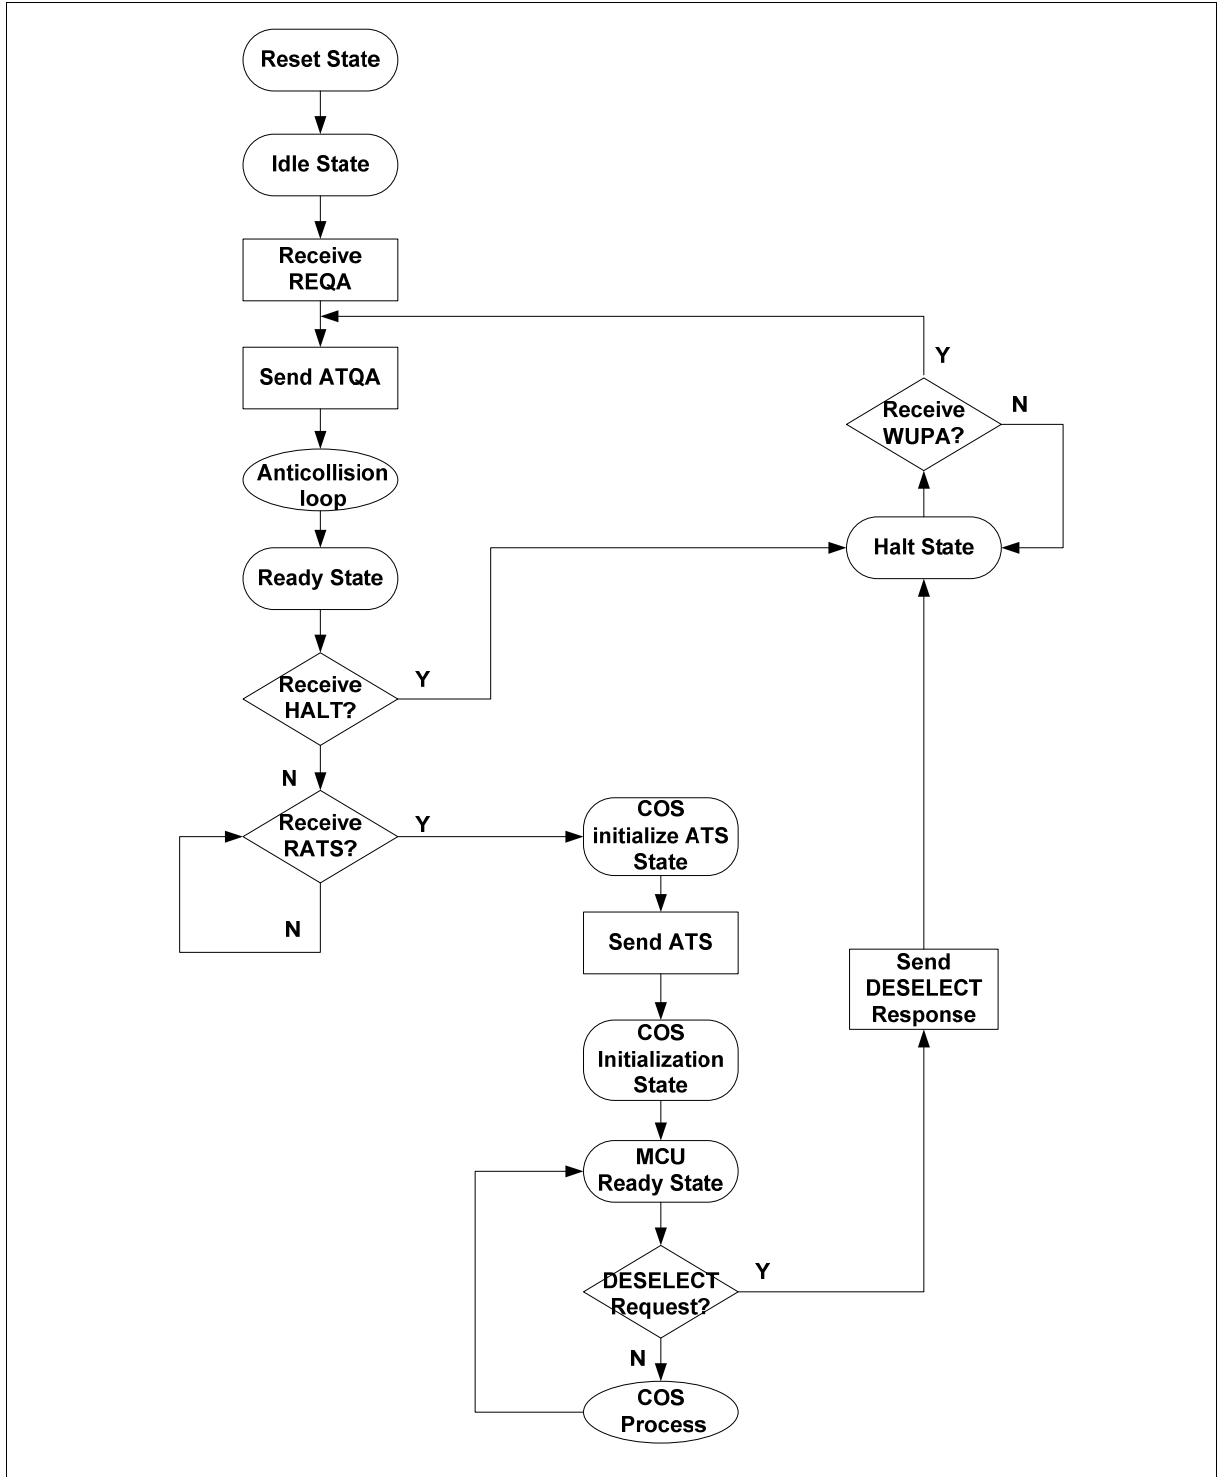 Reset State
Idle State
Receive
REQA
Send ATQA
Y
Receive
WUPA?
N
Anticollision
loop
Halt State
Ready State
Receive
HALT?
Y
N
Receive
RATS?
Y
N
COS
initialize ATS
State
Send ATS
Send
DESELECT
Response
COS
Initialization
State
MCU
Ready State
DESELECT
Request?
Y
N
COS
Process